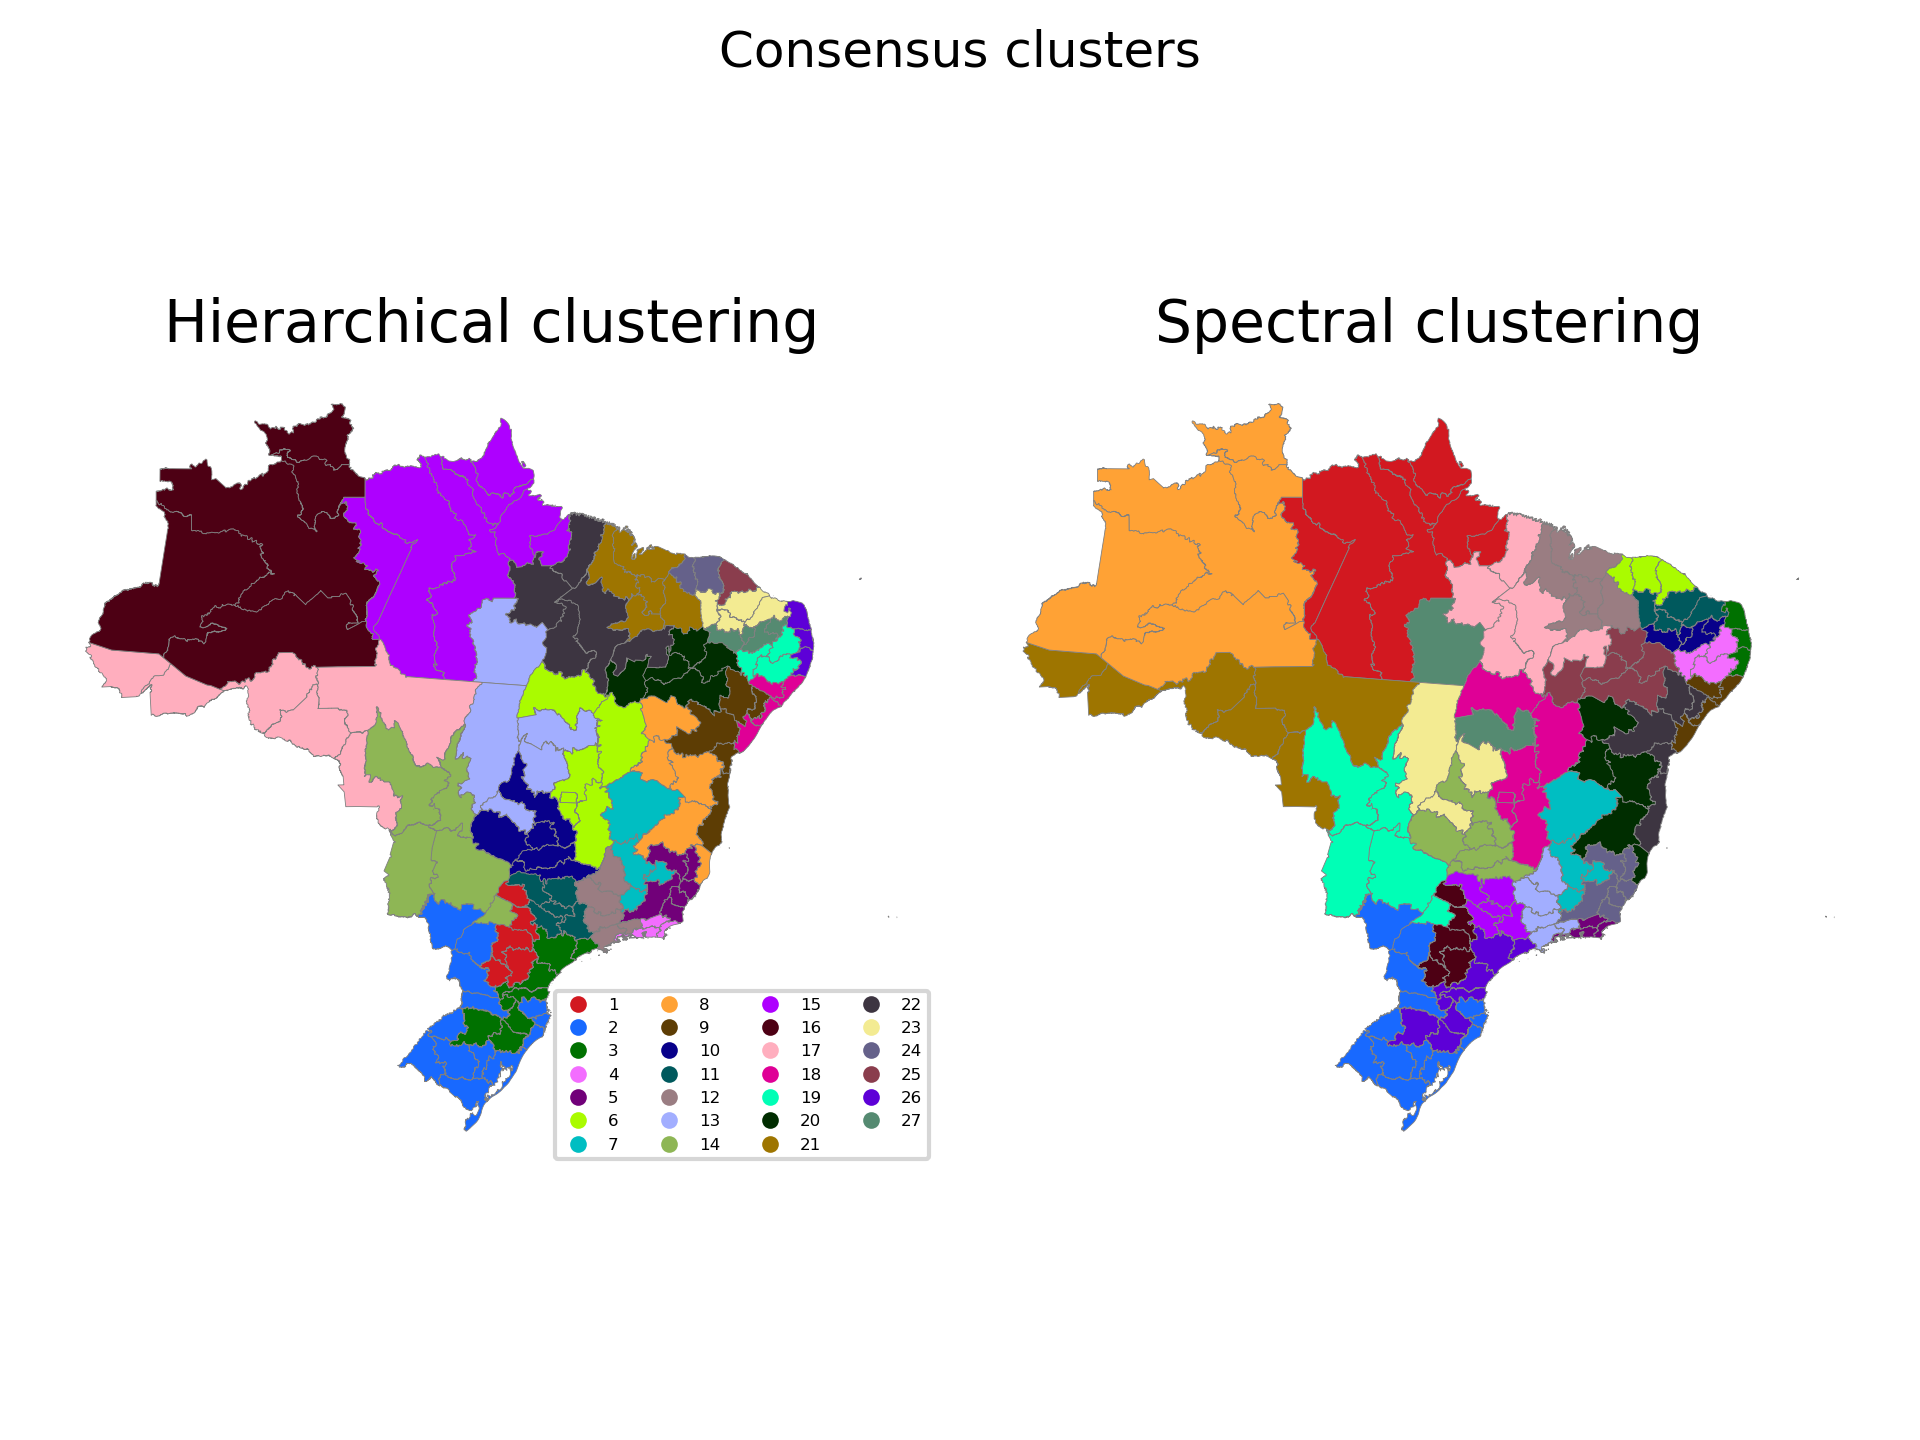 Consensus clusters
Hierarchical clustering
Spectral clustering
1 8 15 22
2 9 16 23
3 10 17 24
4 11 18 25
5 12 19 26
6 13 20 27
7 14 21